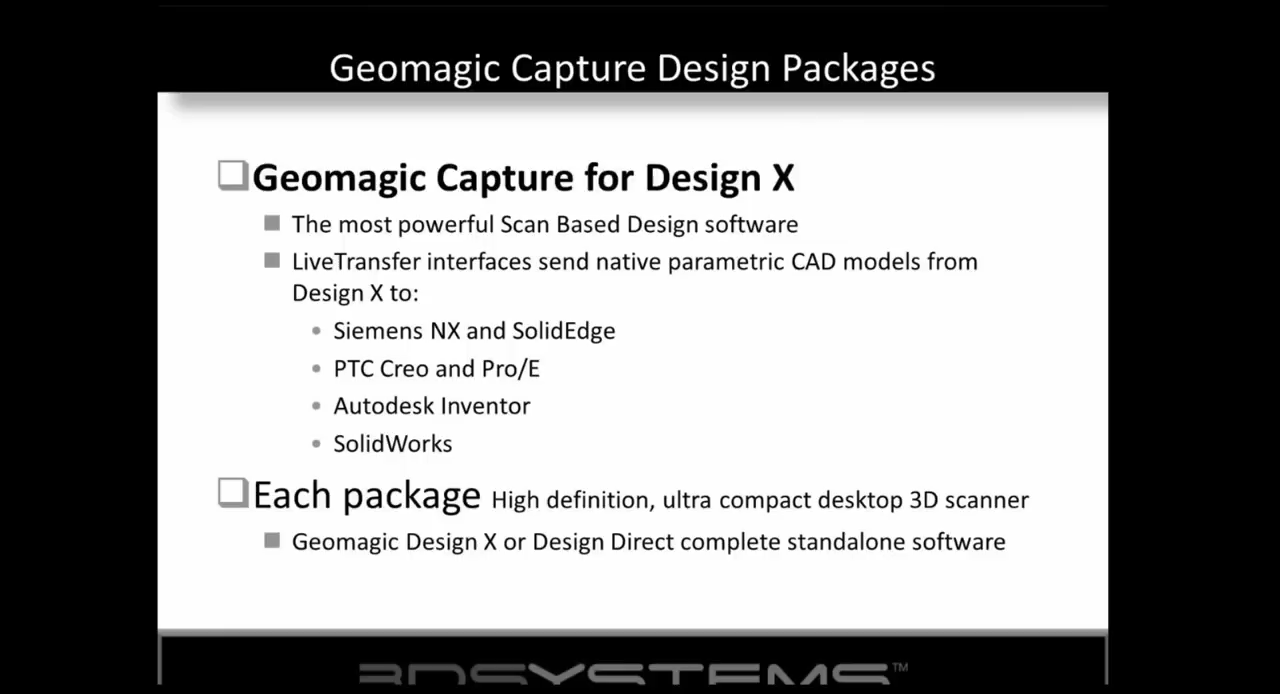 Geomagic Capture Design Packages
Geomagic Capture for Design X
The most powerful Scan Based Design software
LiveTransfer interfaces send native parametric CAD models from
Design X to:
Siemens NX and SolidEdge
PTC Creo and Pro/E
Autodesk Inventor
SolidWorks
Each package High definition, ultra compact desktop 3D scanner
Geomagic Design X or Design Direct complete standalone software
3DSYSTEMS™